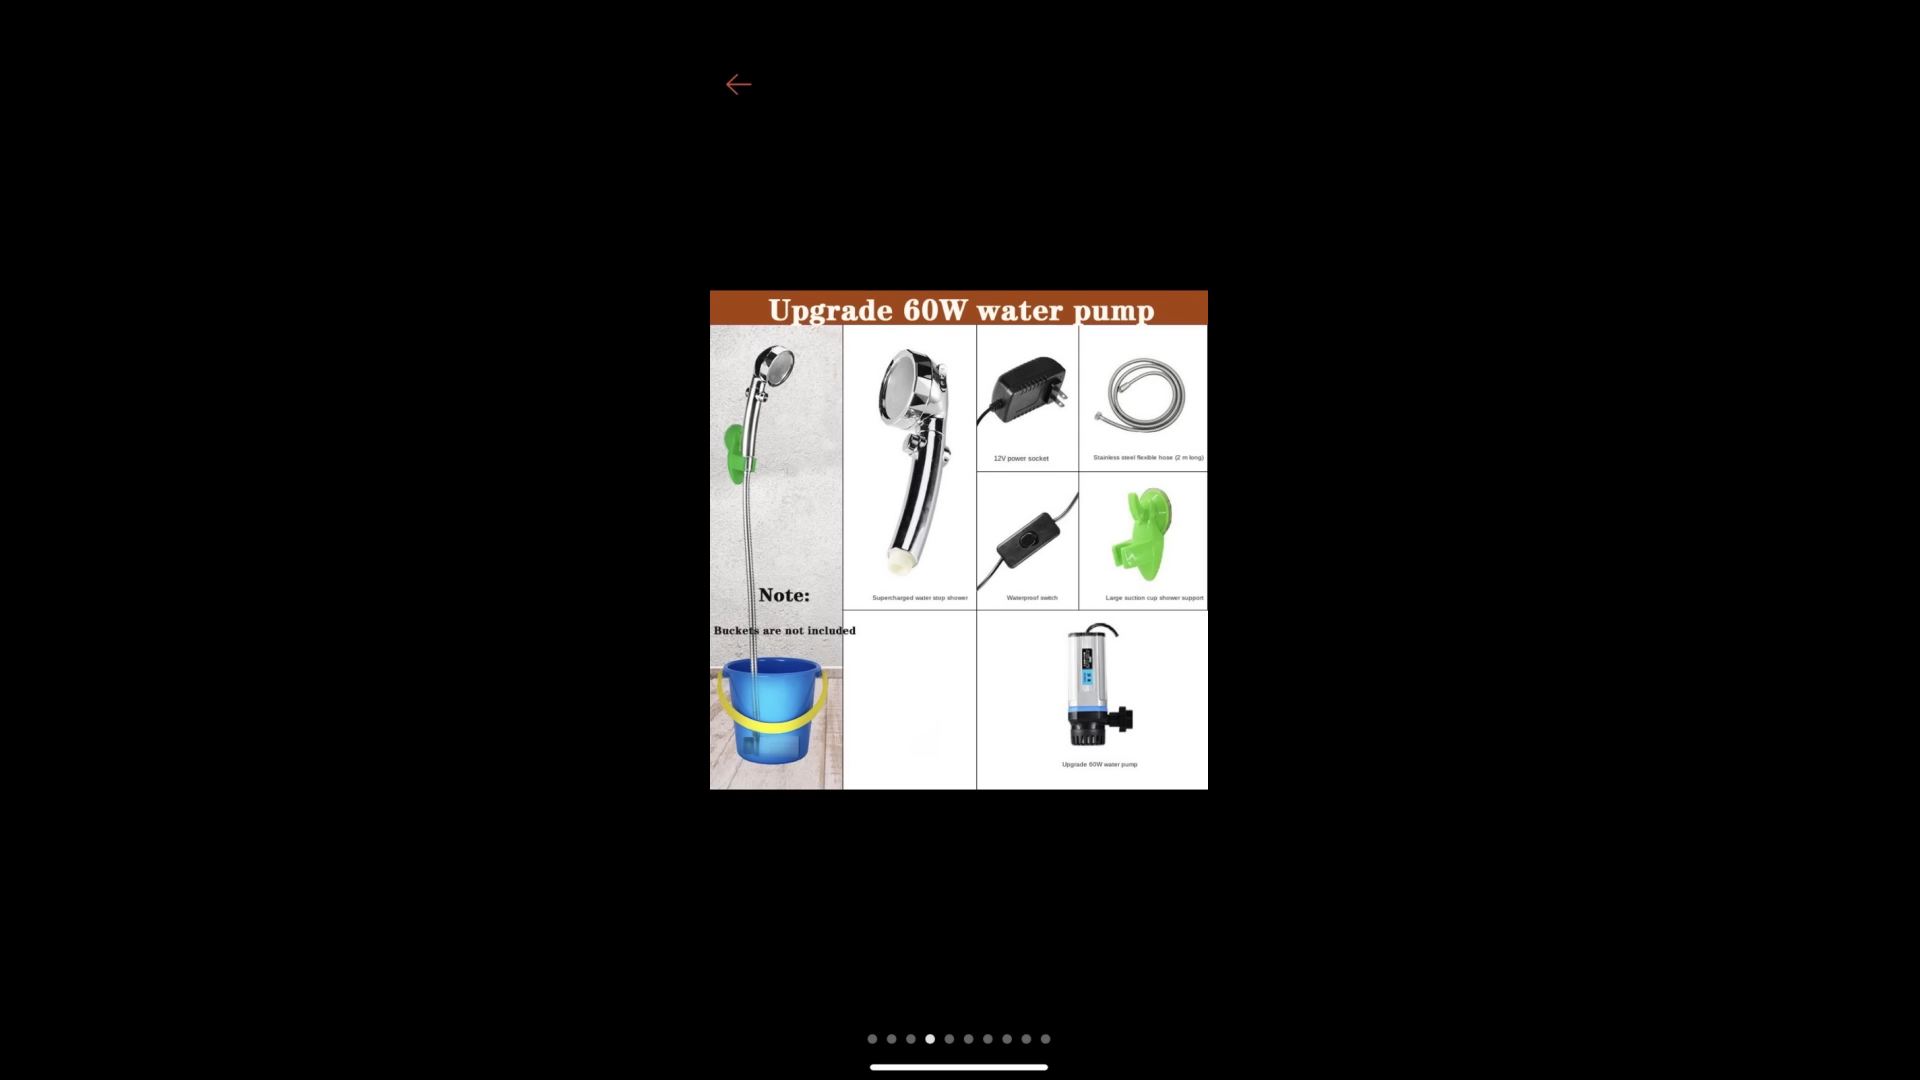 Upgrade 60W water pump
12V power socket
Stainless steel flexible hose (2 m long)
Note:
Supercharged water stop shower
Waterproof switch
Large suction cup shower support
Buckets are not included
Upgrade 60W water pump